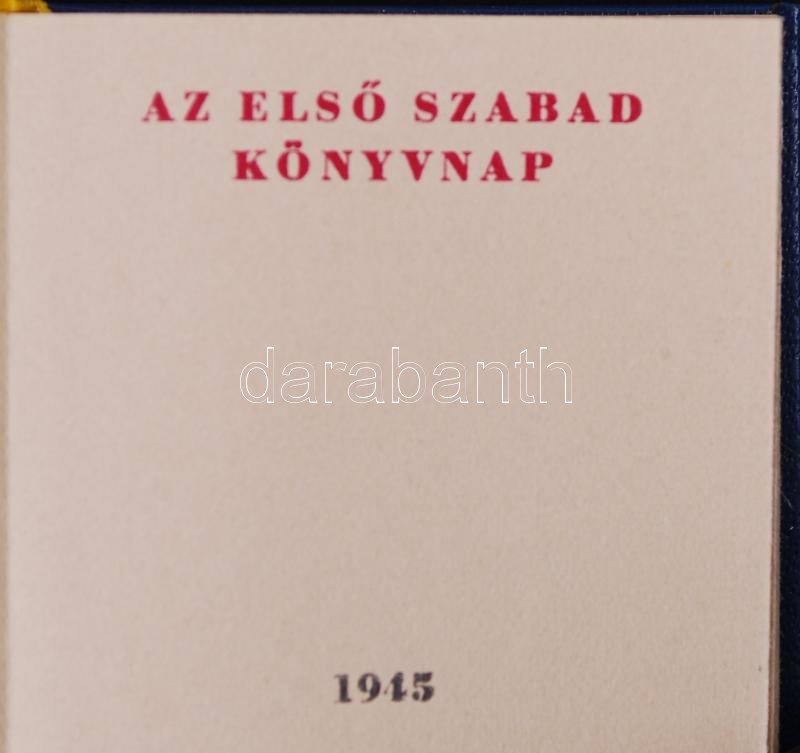 AZ ELSŐ SZABAD
KÖNYVNAP
darabanth
1945